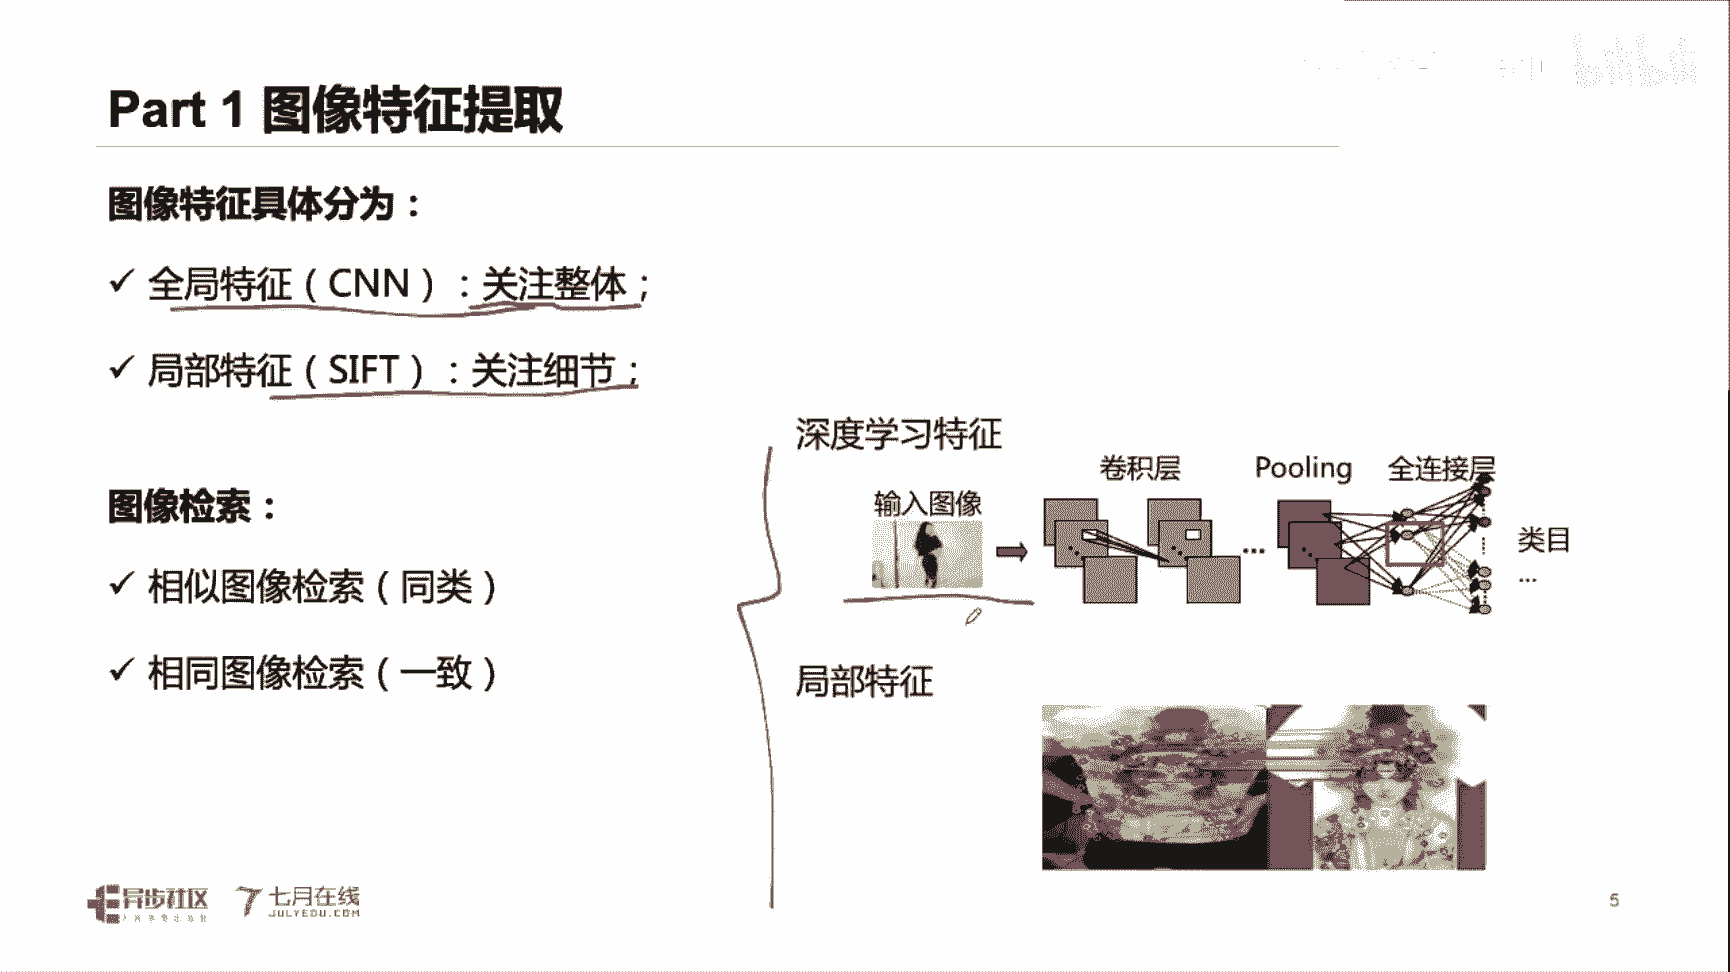 Part 1 图像特征提取
图像特征具体分为：
✓ 全局特征（CNN）：关注整体；
✓ 局部特征（SIFT）：关注细节；
图像检索：
✓ 相似图像检索（同类）
✓ 相同图像检索（一致）
深度学习特征
输入图像
卷积层
Pooling
全连接层
类目
...
局部特征
异步社区
七月在线
JULYEDU.COM
5
bilibili